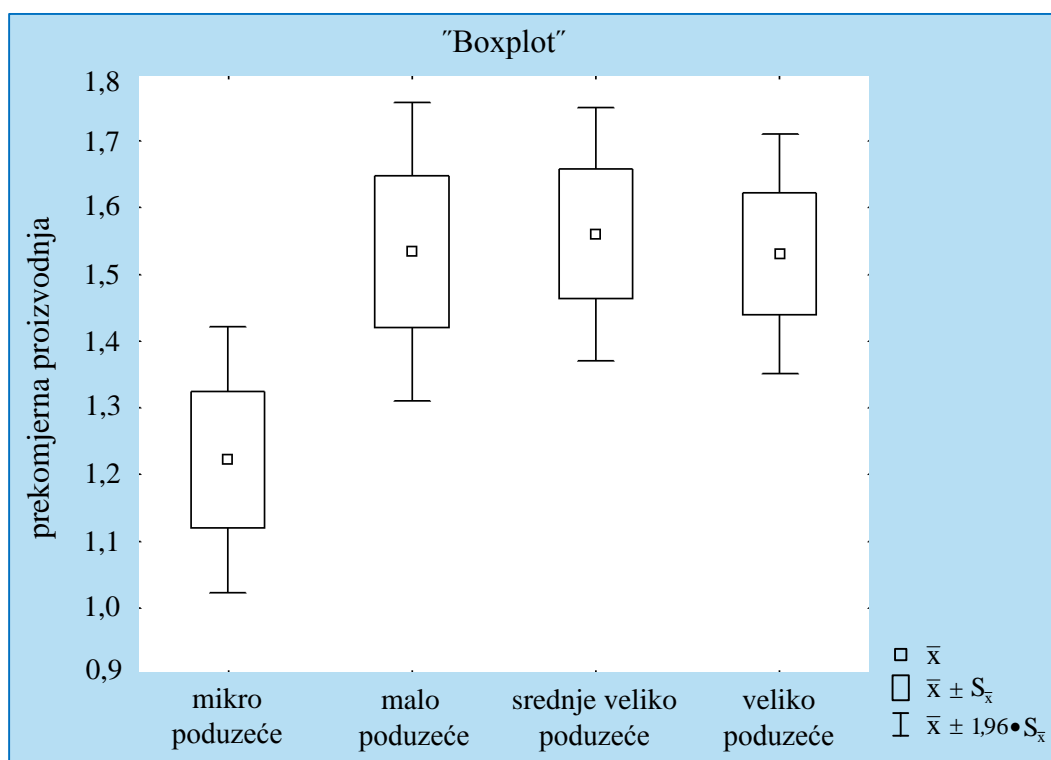 ˝Boxplot˝
prekomjerna proizvodnja
1,8
1,7
1,6
1,5
1,4
1,3
1,2
1,1
1,0
0,9
mikro
poduzeće
malo
poduzeće
srednje veliko
poduzeće
veliko
poduzeće
x̅
x̅ ± Sx̅
x̅ ± 1,96•Sx̅